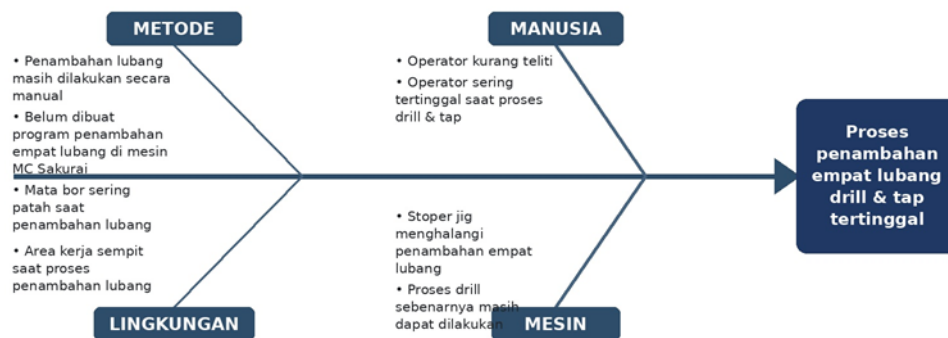 METODE
• Penambahan lubang
masih dilakukan secara
manual
• Belum dibuat
program penambahan
empat lubang di mesin
MC Sakurai
MANUSIA
• Operator kurang teliti
• Operator sering
tertinggal saat proses
drill & tap
• Mata bor sering
patah saat
penambahan lubang
• Area kerja sempit
saat proses
penambahan lubang
LINGKUNGAN
• Stoper jig
menghalangi
penambahan empat
lubang
• Proses drill
sebenarnya masih
dapat dilakukan
MESIN
Proses
penambahan
empat lubang
drill & tap
tertinggal